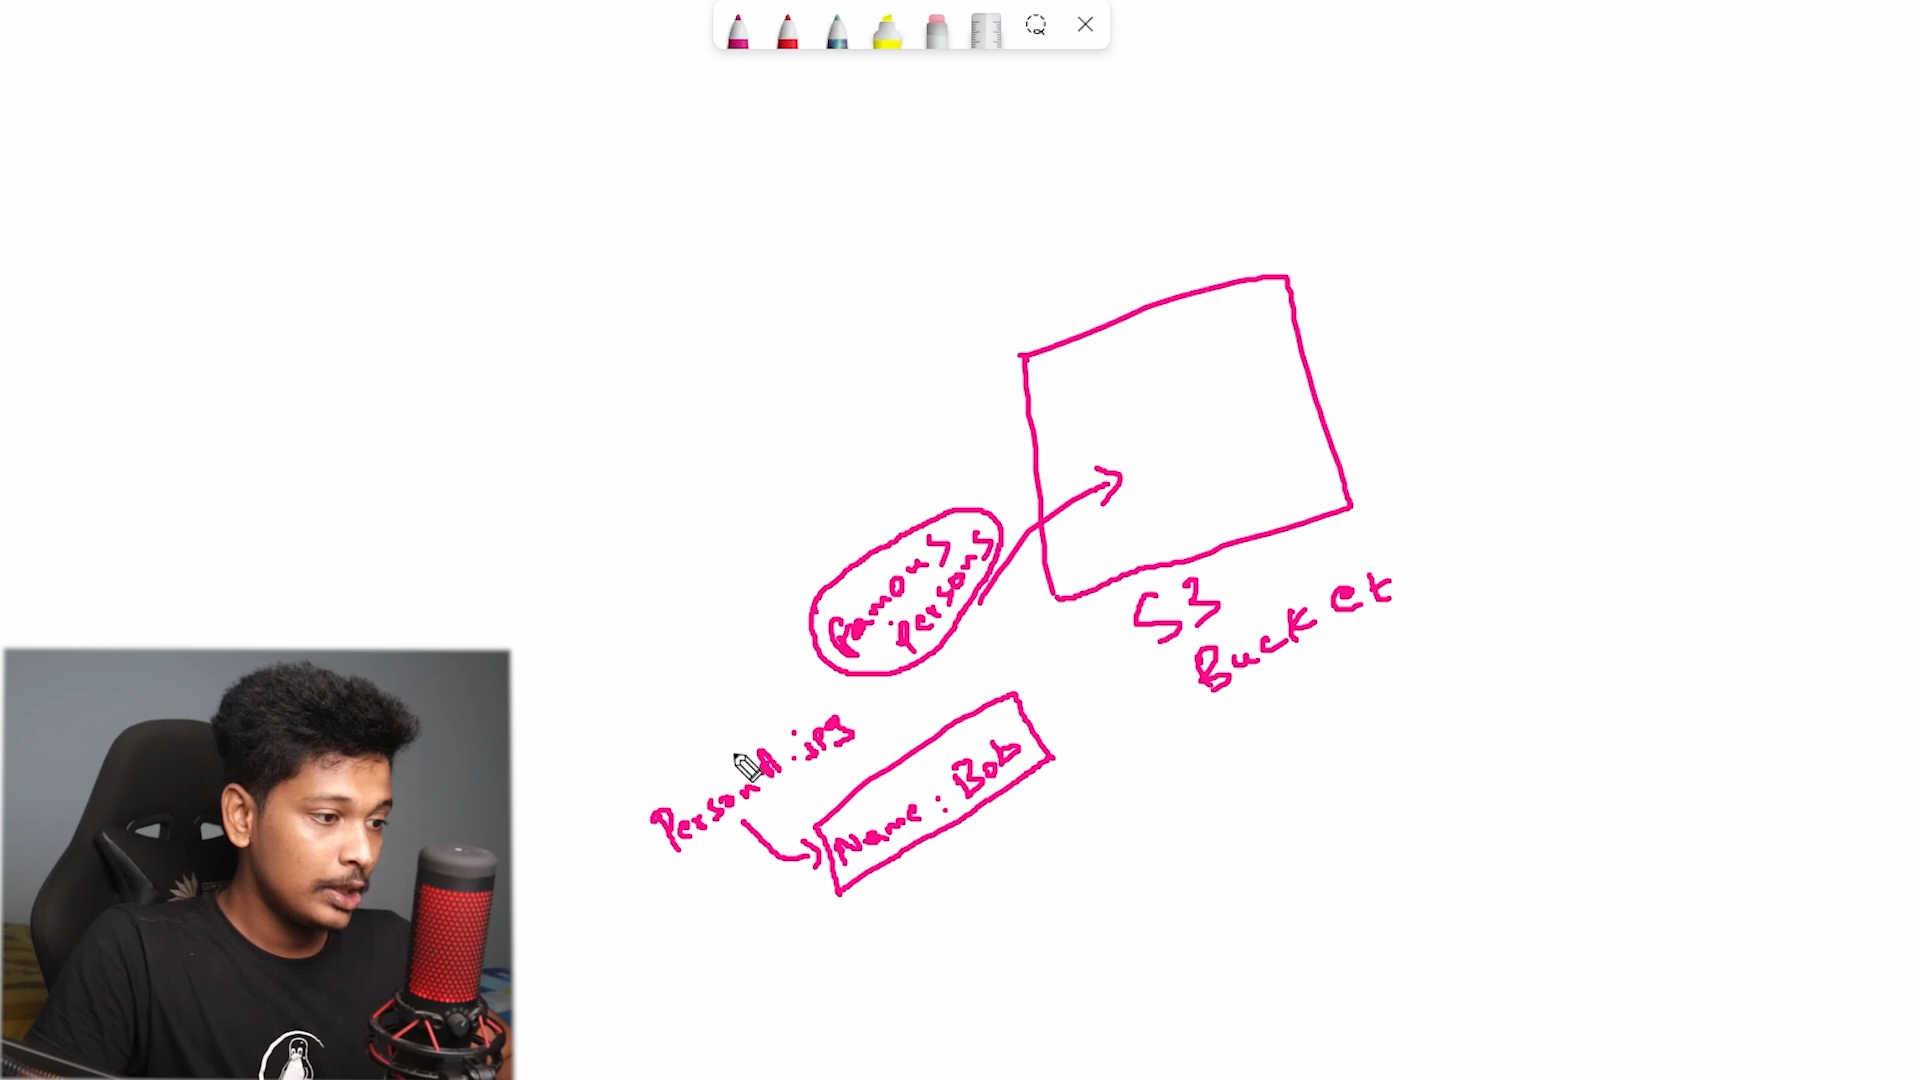 famous
persons
S3
Bucket
PersonA.jpg
Name : Bob